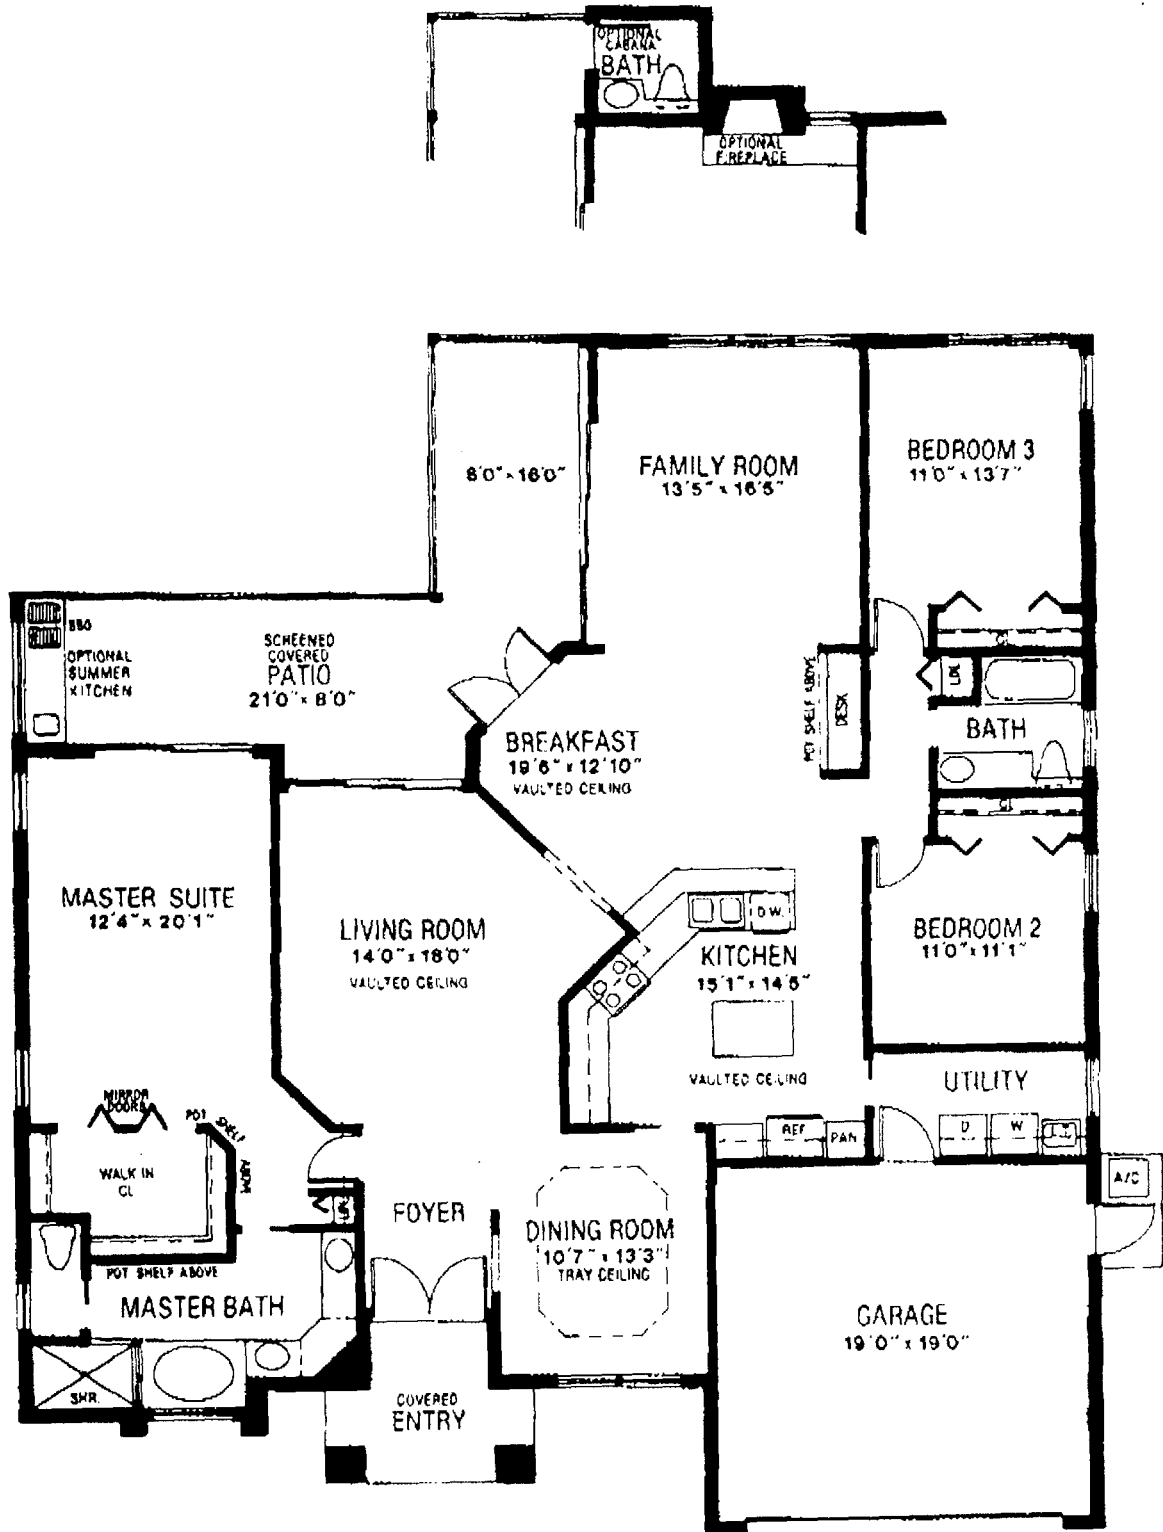 OPTIONAL
CABANA
BATH
OPTIONAL
FIREPLACE
8'0" x 16'0"
FAMILY ROOM
13'5" x 16'5"
BEDROOM 3
11'0" x 13'7"
CL
BBQ
OPTIONAL
SUMMER
KITCHEN
SCREENED
COVERED
PATIO
21'0" x 8'0"
BREAKFAST
19'6" x 12'10"
VAULTED CEILING
POT SHELF ABOVE
DESK
LIN.
BATH
CL
MASTER SUITE
12'4" x 20'1"
LIVING ROOM
14'0" x 18'0"
VAULTED CEILING
D.W.
KITCHEN
15'1" x 14'5"
VAULTED CEILING
BEDROOM 2
11'0" x 11'1"
UTILITY
D
W
L.T.
REF
PAN
MIRROR
DOORS
POT SHELF ABOVE
WALK IN
CL
LIN.
FOYER
DINING ROOM
10'7" x 13'3"
TRAY CEILING
A/C
POT SHELF ABOVE
MASTER BATH
SHR.
GARAGE
19'0" x 19'0"
COVERED
ENTRY